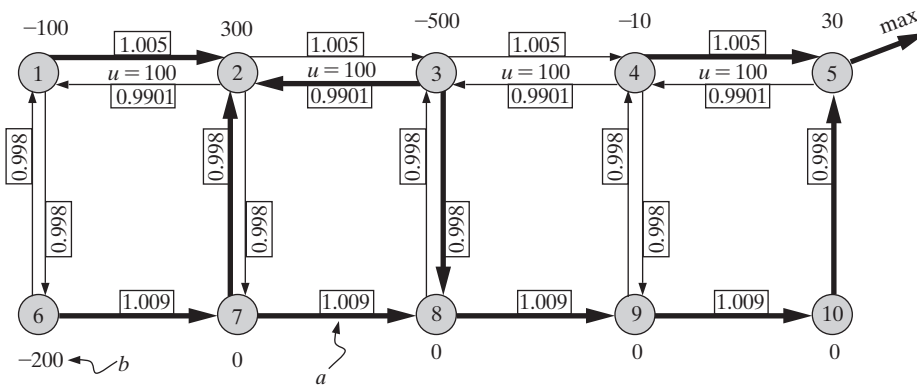 −100 300 −500 −10 30 max
1.005 1.005 1.005 1.005
1 2 3 4 5
u = 100 u = 100 u = 100 u = 100
0.9901 0.9901 0.9901 0.9901
0.998 0.998 0.998 0.998 0.998
0.998 0.998 0.998 0.998
1.009 1.009 1.009 1.009
6 7 8 9 10
−200 b 0 a 0 0 0